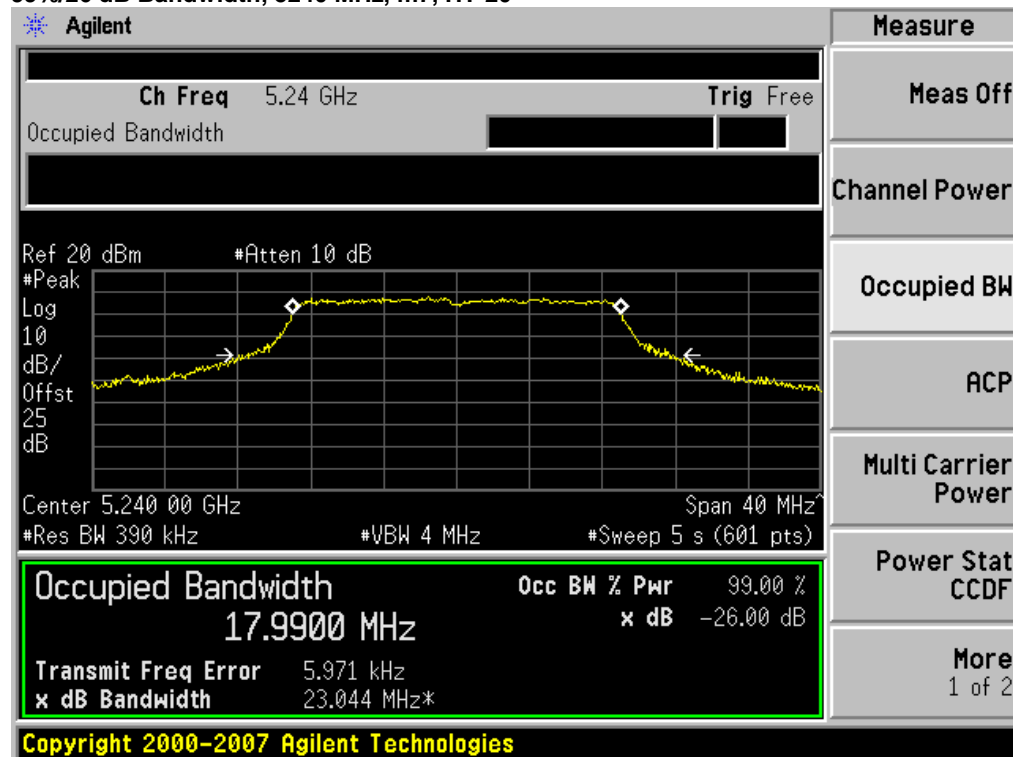 Agilent
Measure
Ch Freq 5.24 GHz Trig Free
Occupied Bandwidth
Meas Off
Channel Power
Occupied BW
ACP
Multi Carrier
Power
Power Stat
CCDF
More
1 of 2
Ref 20 dBm #Atten 10 dB
#Peak
Log
10
dB/
Offst
25
dB
Center 5.240 00 GHz Span 40 MHz^
#Res BW 390 kHz #VBW 4 MHz #Sweep 5 s (601 pts)
Occupied Bandwidth
17.9900 MHz
Occ BW % Pwr 99.00 %
x dB -26.00 dB
Transmit Freq Error 5.971 kHz
x dB Bandwidth 23.044 MHz*
Copyright 2000-2007 Agilent Technologies